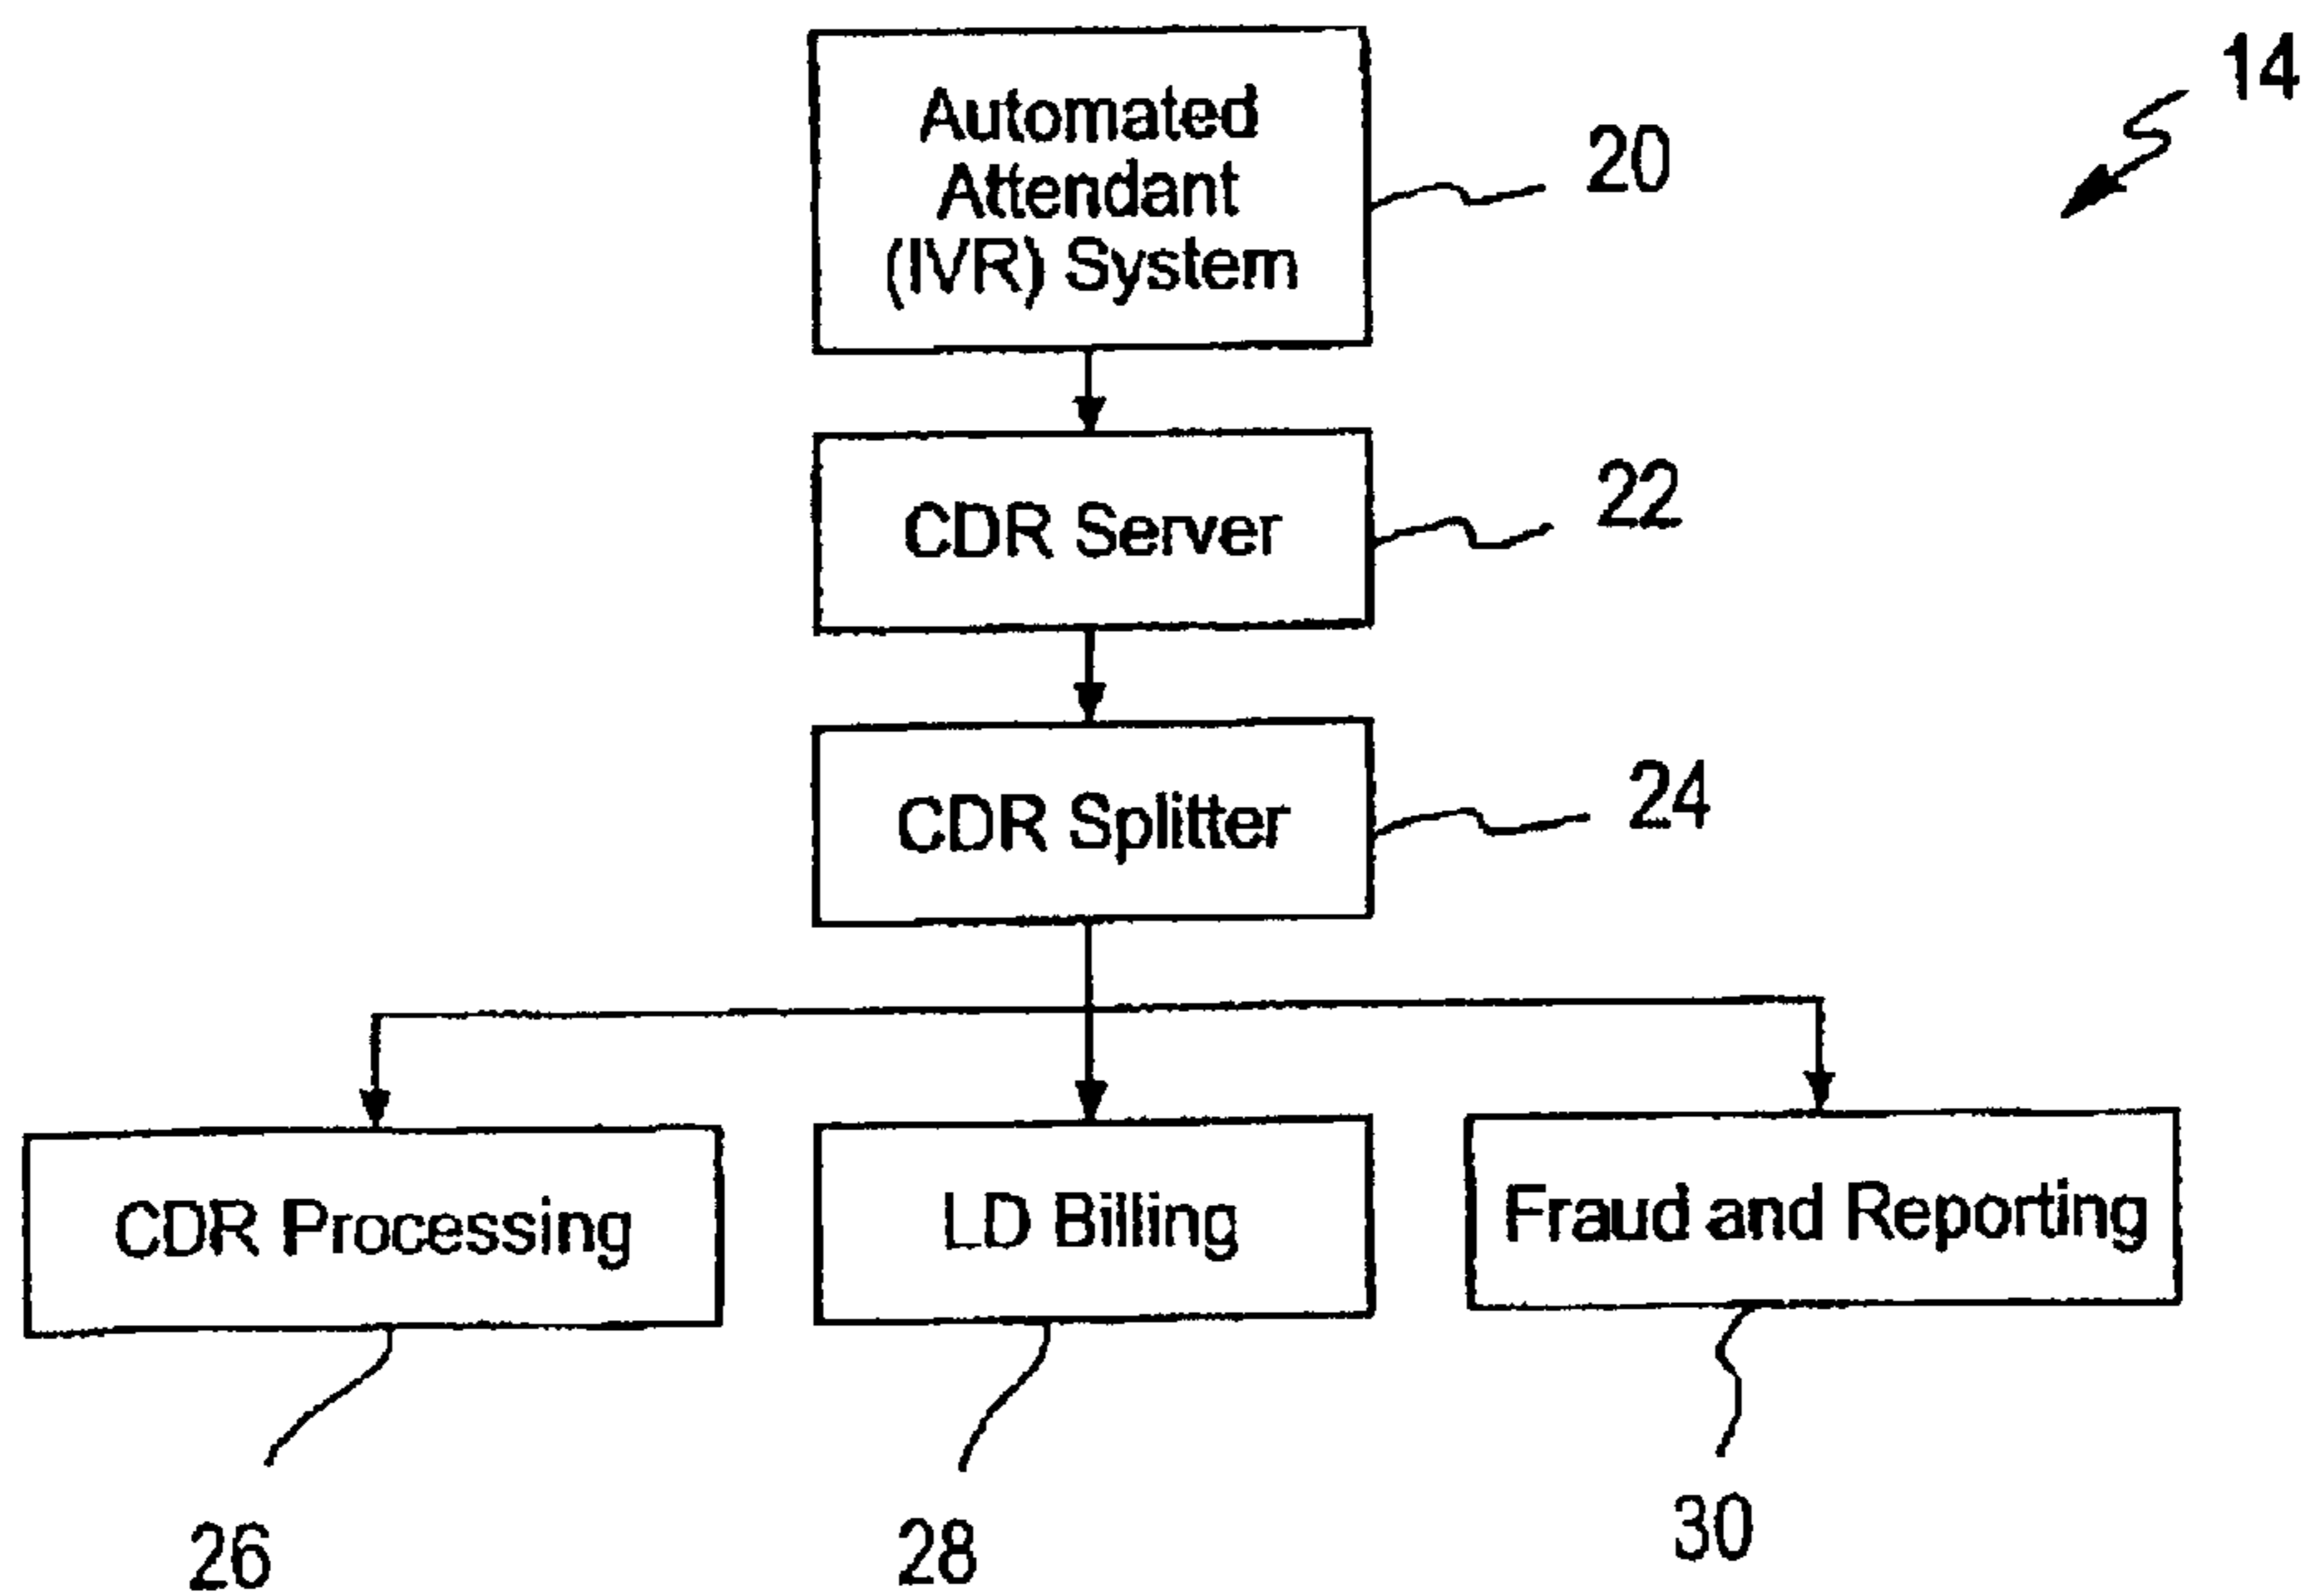 14
Automated
Attendant
(IVR) System
20
CDR Server
22
CDR Splitter
24
CDR Processing
LD Billing
Fraud and Reporting
26
28
30